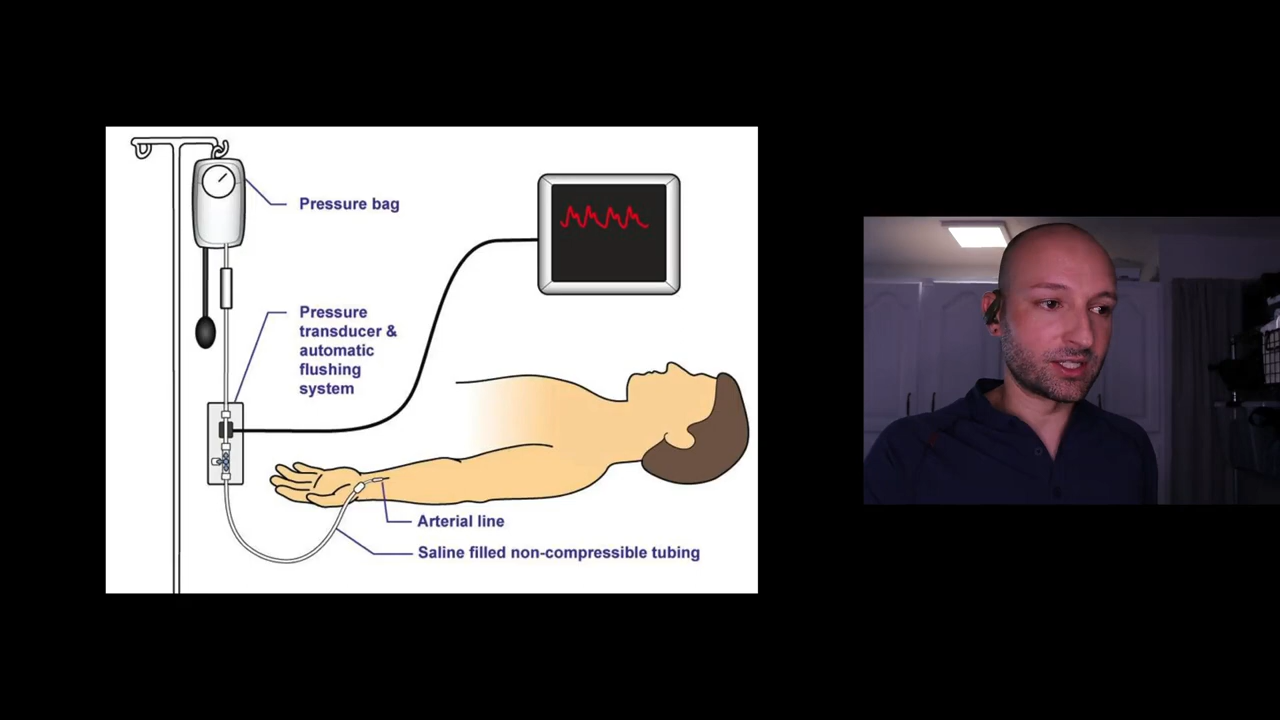 Pressure bag
Pressure
transducer &
automatic
flushing
system
Arterial line
Saline filled non-compressible tubing